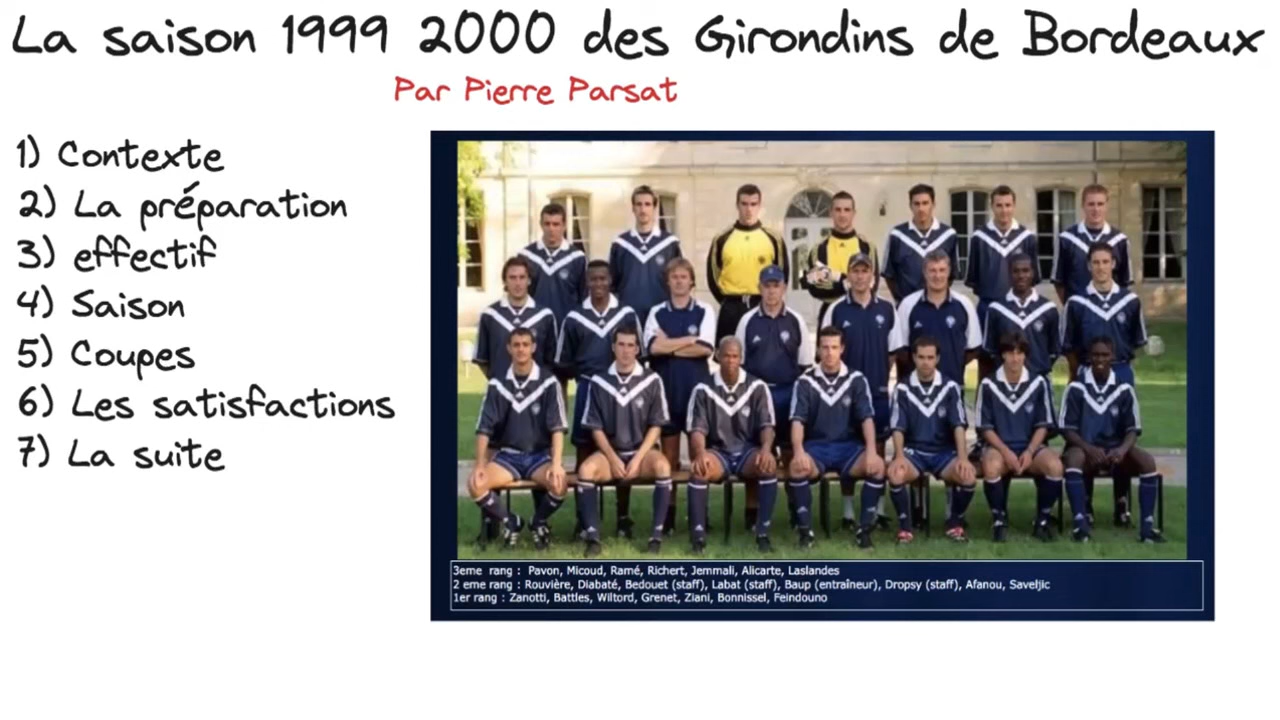 La saison 1999 2000 des Girondins de Bordeaux
Par Pierre Parsat
1) Contexte
2) La préparation
3) effectif
4) Saison
5) Coupes
6) Les satisfactions
7) La suite
3eme rang : Pavon, Micoud, Ramé, Richert, Jemmali, Alicarte, Laslandes
2 eme rang : Rouvière, Diabaté, Bedouet (staff), Labat (staff), Baup (entraîneur), Dropsy (staff), Afanou, Saveljic
1er rang : Zanotti, Battles, Wiltord, Grenet, Ziani, Bonnissel, Feindouno